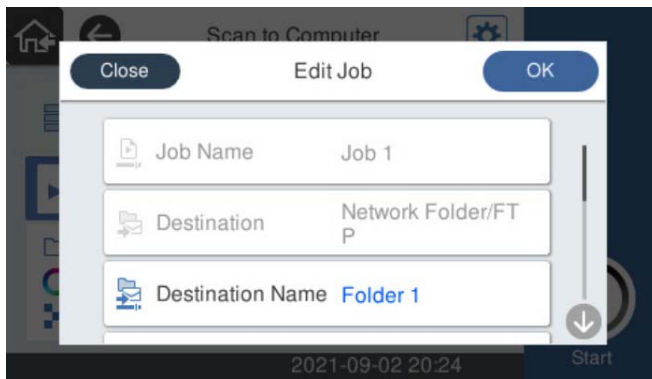 Scan to Computer
Close
Edit Job
OK
Job Name
Job 1
Destination
Network Folder/FT
P
Destination Name
Folder 1
2021-09-02 20:24
Start